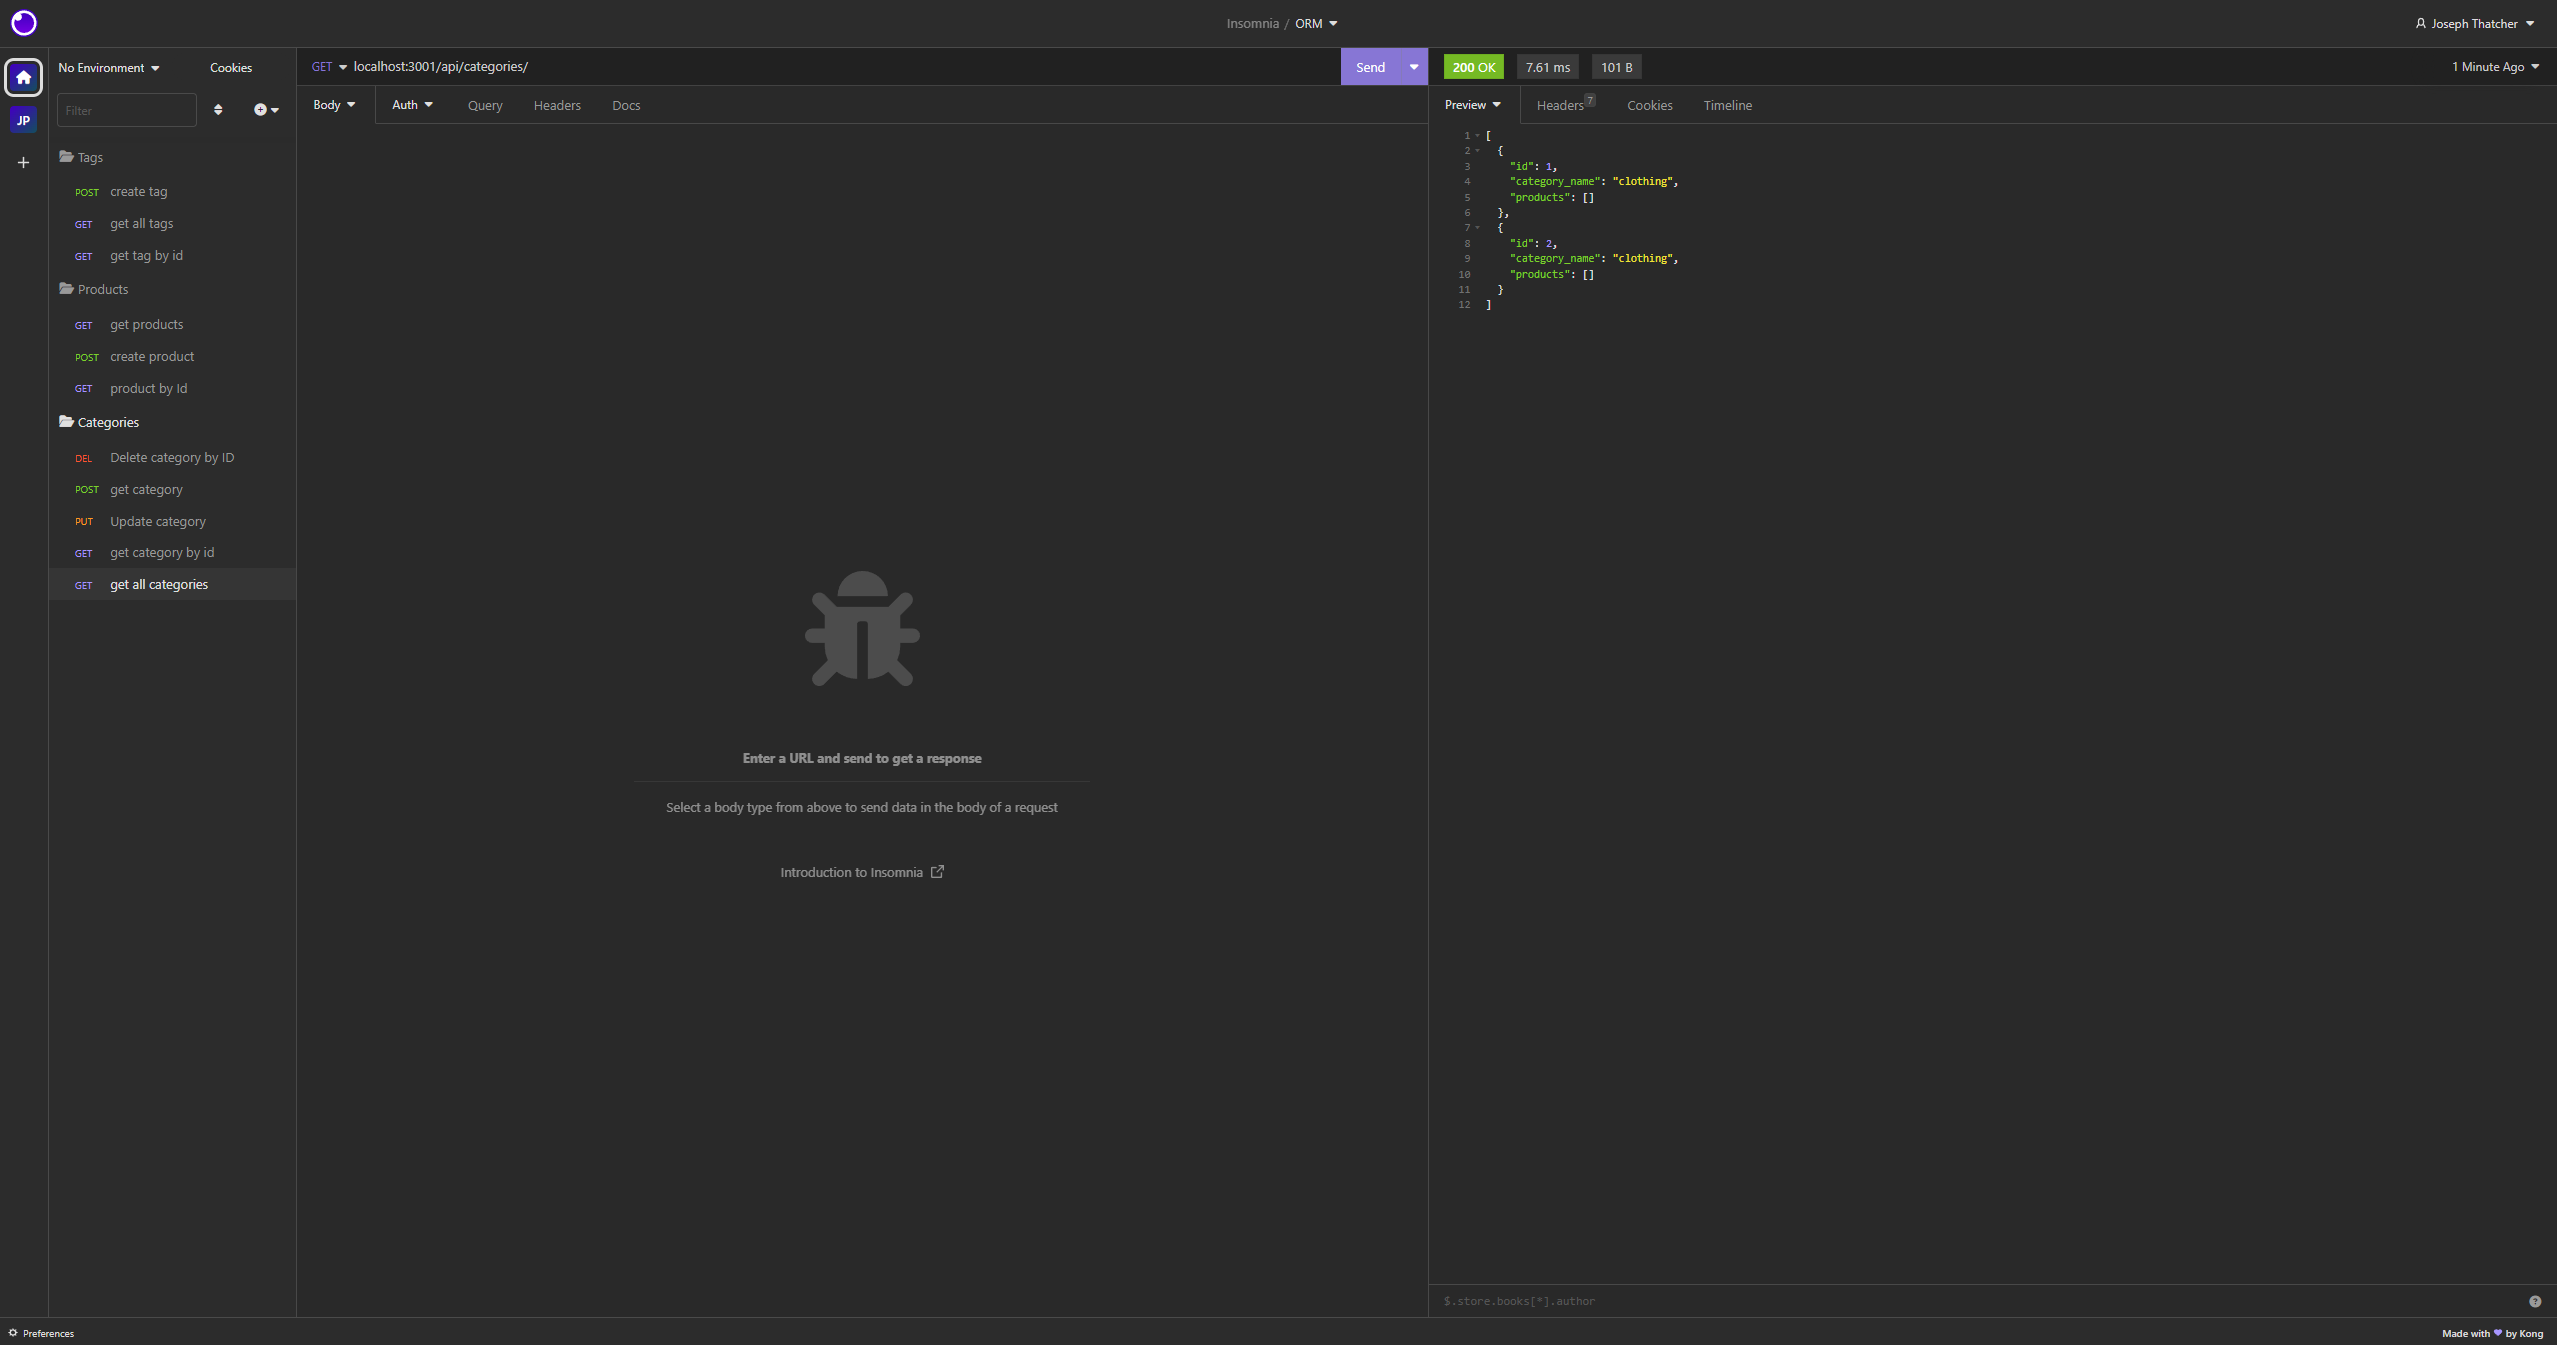 Insomnia / ORM
Joseph Thatcher
JP
No Environment
Cookies
Filter
Tags
POST create tag
GET get all tags
GET get tag by id
Products
GET get products
POST create product
GET product by Id
Categories
DEL Delete category by ID
POST get category
PUT Update category
GET get category by id
GET get all categories
GET localhost:3001/api/categories/
Send
Body Auth Query Headers Docs
Enter a URL and send to get a response
Select a body type from above to send data in the body of a request
Introduction to Insomnia
200 OK 7.61 ms 101 B
1 Minute Ago
Preview Headers 7 Cookies Timeline
1 [
2 {
3 "id": 1,
4 "category_name": "clothing",
5 "products": []
6 },
7 {
8 "id": 2,
9 "category_name": "clothing",
10 "products": []
11 }
12 ]
$.store.books[*].author
Preferences
Made with ♥ by Kong